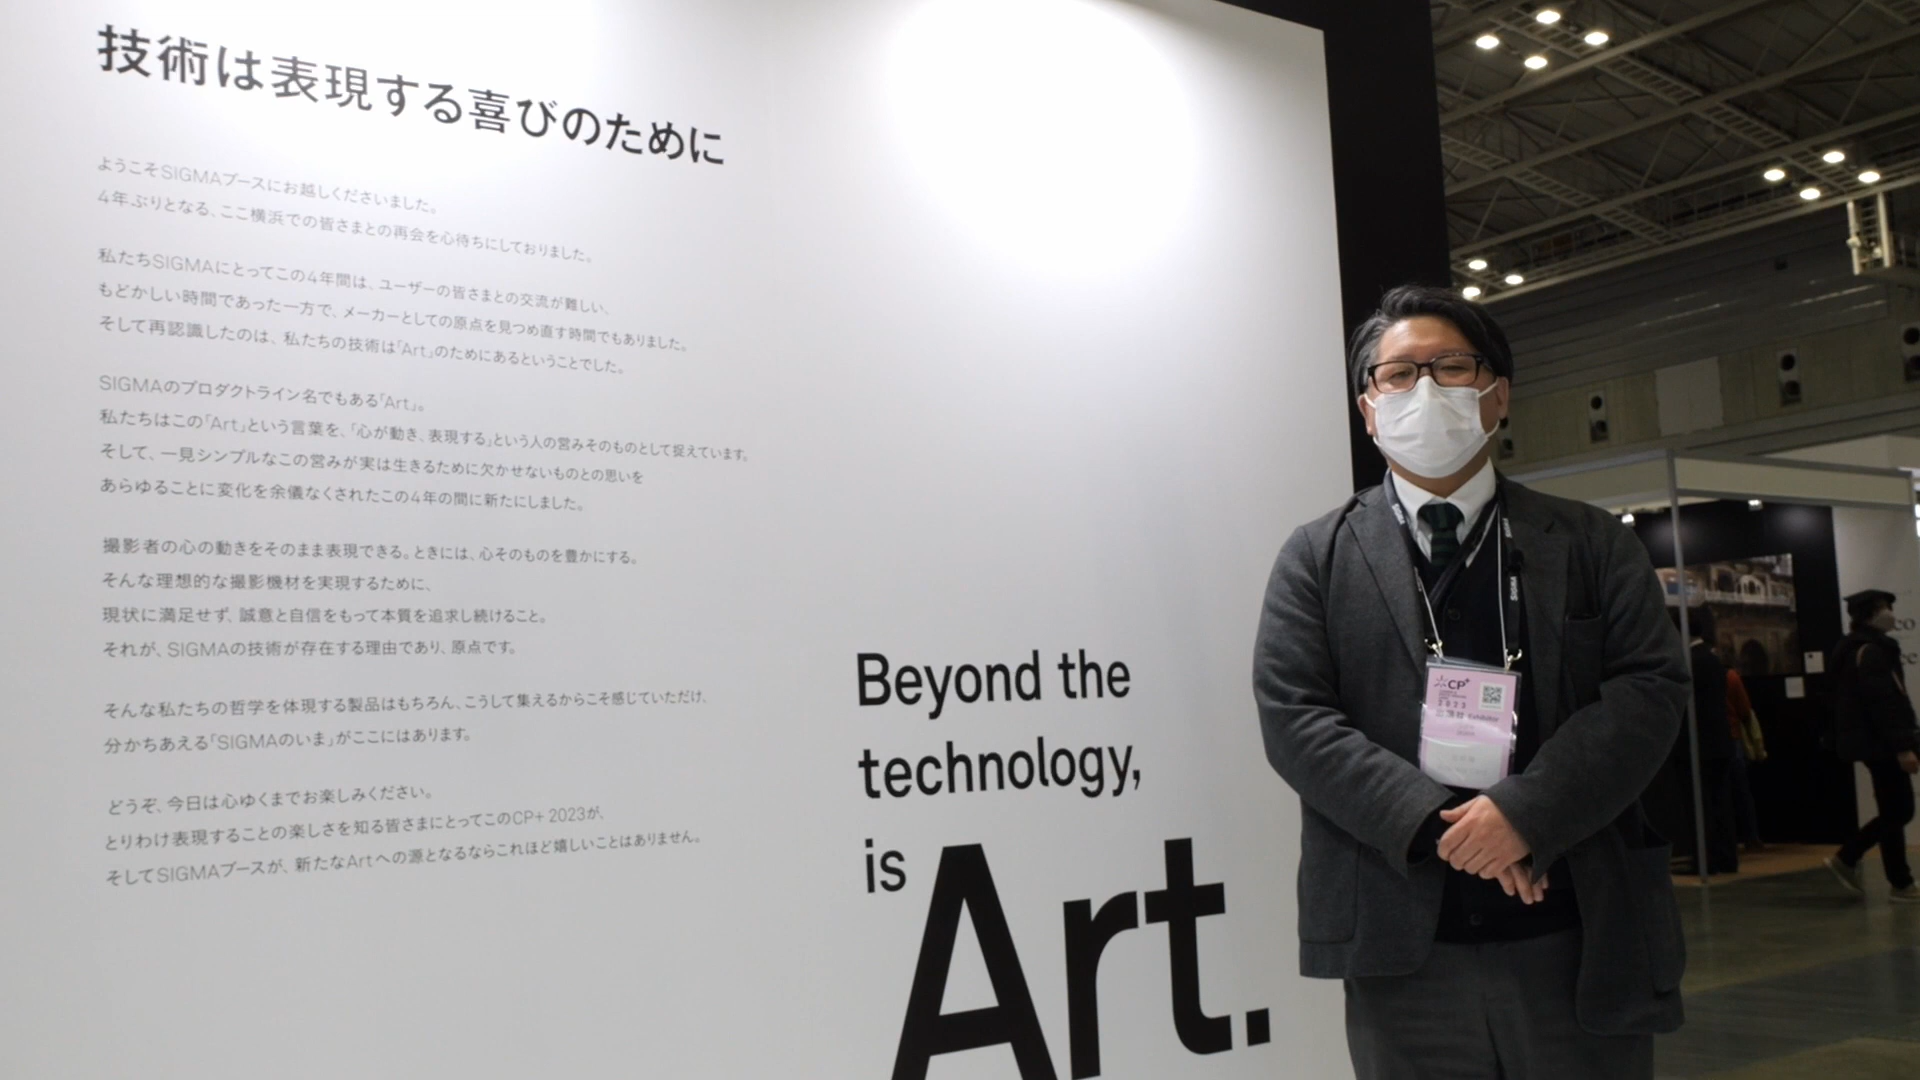 技術は表現する喜びのために
ようこそSIGMAブースにお越しくださいました。
4年ぶりとなる、ここ横浜での皆さまとの再会を心待ちにしておりました。
私たちSIGMAにとってこの4年間は、ユーザーの皆さまとの交流が難しい、
もどかしい時間であった一方で、メーカーとしての原点を見つめ直す時間でもありました。
そして再認識したのは、私たちの技術は「Art」のためにあるということでした。
SIGMAのプロダクトライン名でもある「Art」。
私たちはこの「Art」という言葉を、「心が動き、表現する」という人の営みそのものとして捉えています。
そして、一見シンプルなこの営みが実は生きるために欠かせないものとの思いを
あらゆることに変化を余儀なくされたこの4年の間に新たにしました。
撮影者の心の動きをそのまま表現できる。ときには、心そのものを豊かにする。
そんな理想的な撮影機材を実現するために、
現状に満足せず、誠意と自信をもって本質を追求し続けること。
それが、SIGMAの技術が存在する理由であり、原点です。
そんな私たちの哲学を体現する製品はもちろん、こうして集えるからこそ感じていただけ、
分かちあえる「SIGMAのいま」がここにはあります。
どうぞ、今日は心ゆくまでお楽しみください。
とりわけ表現することの楽しさを知る皆さまにとってこのCP+ 2023が、
そしてSIGMAブースが、新たなArtへの源となるならこれほど嬉しいことはありません。
Beyond the
technology,
is Art.
SIGMA
CP+
2023
出展社 Exhibitor